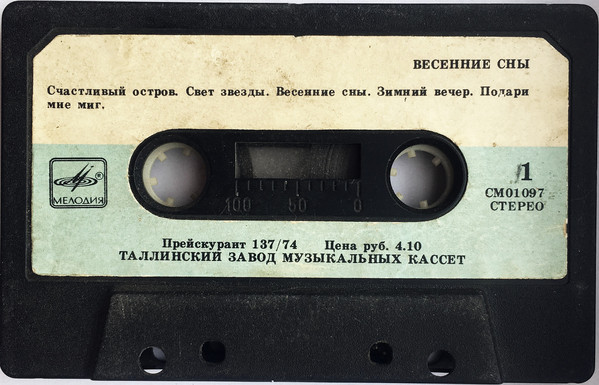 ВЕСЕННИЕ СНЫ
Счастливый остров. Свет звезды. Весенние сны. Зимний вечер. Подари
мне миг.
МЕЛОДИЯ
®
1
СМ01097
СТЕРЕО
100 50 0
Прейскурант 137/74 Цена руб. 4.10
ТАЛЛИНСКИЙ ЗАВОД МУЗЫКАЛЬНЫХ КАССЕТ